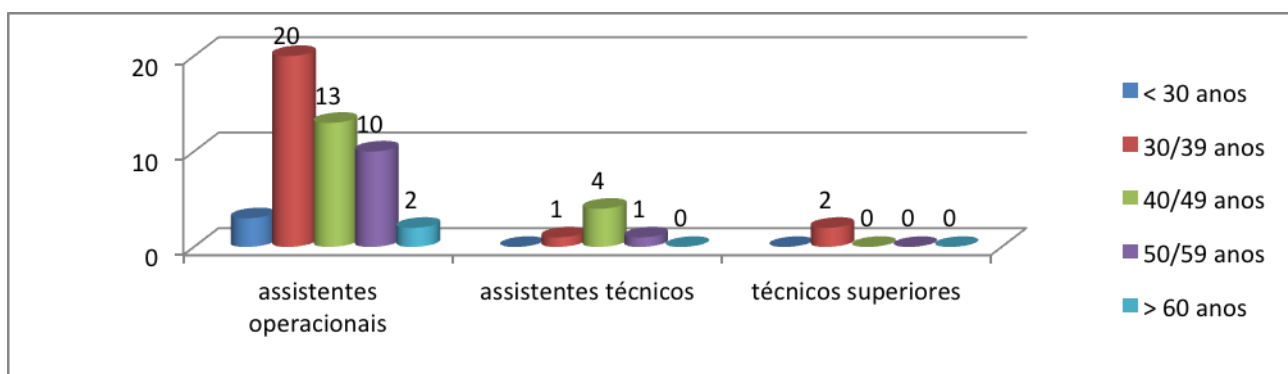 20
10
0
20
13
10
2
1
4
1
0
2
0
0
0
assistentes
operacionais
assistentes técnicos
técnicos superiores
< 30 anos
30/39 anos
40/49 anos
50/59 anos
> 60 anos